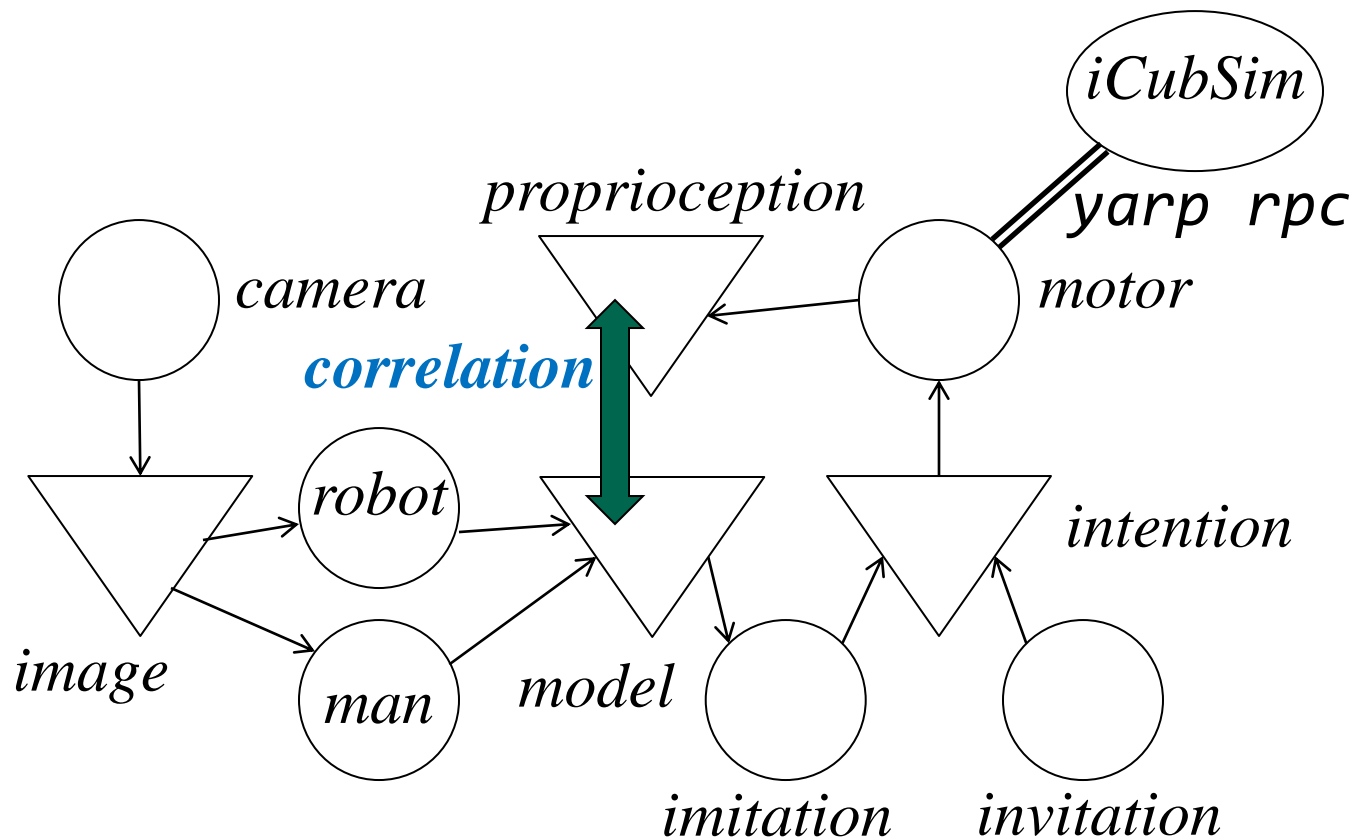 iCubSim
yarp rpc
proprioception
camera
motor
correlation
robot
intention
image
man
model
imitation
invitation